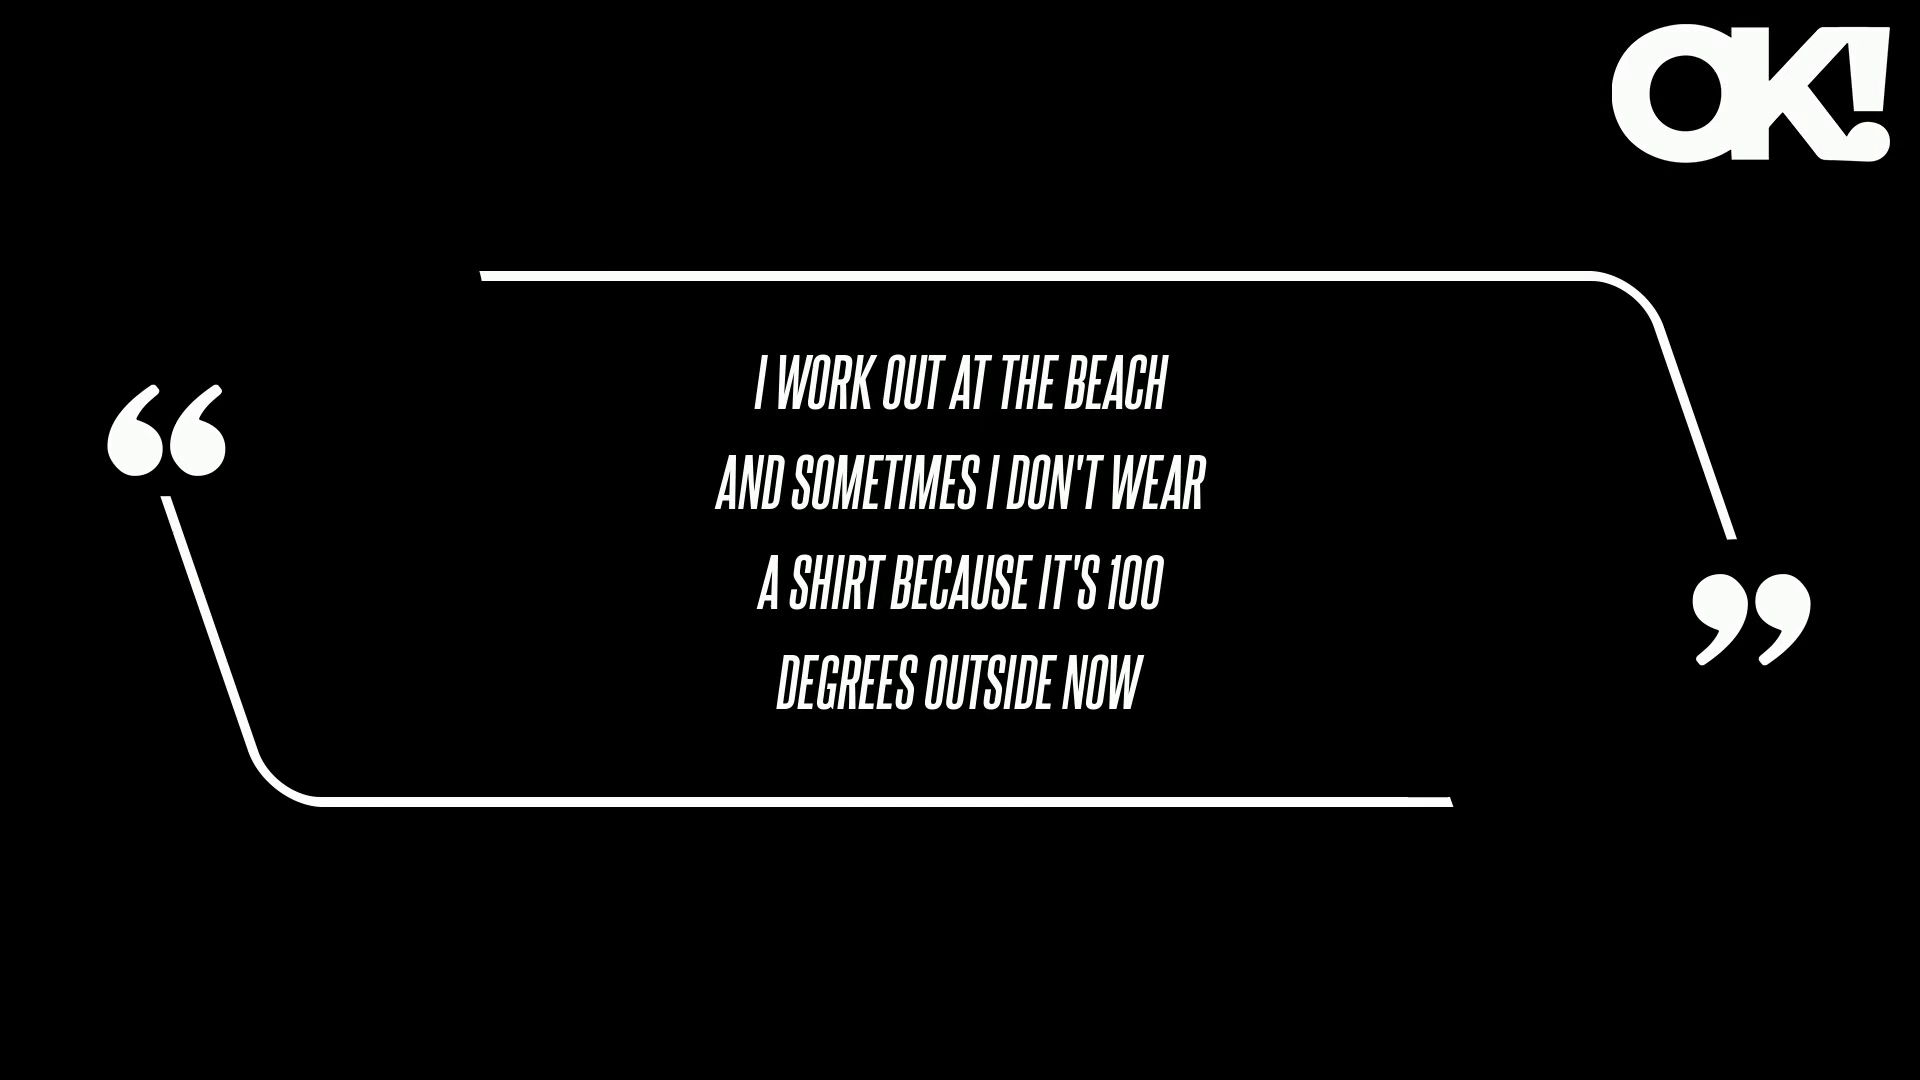 OK!
“
I WORK OUT AT THE BEACH
AND SOMETIMES I DON'T WEAR
A SHIRT BECAUSE IT'S 100
DEGREES OUTSIDE NOW
”